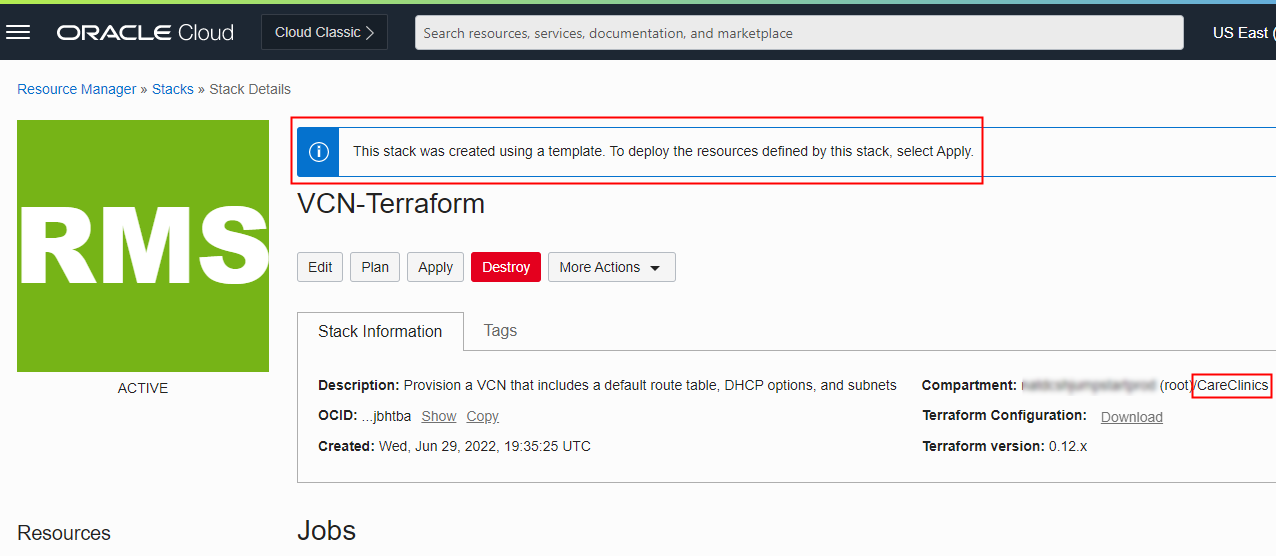 ORACLE Cloud
Cloud Classic
Search resources, services, documentation, and marketplace
US East (
Resource Manager » Stacks » Stack Details
This stack was created using a template. To deploy the resources defined by this stack, select Apply.
RMS
ACTIVE
VCN-Terraform
Edit
Plan
Apply
Destroy
More Actions
Stack Information
Tags
Description: Provision a VCN that includes a default route table, DHCP options, and subnets
OCID: ...jbhtba Show Copy
Created: Wed, Jun 29, 2022, 19:35:25 UTC
Compartment: (root)/CareClinics
Terraform Configuration: Download
Terraform version: 0.12.x
Resources
Jobs